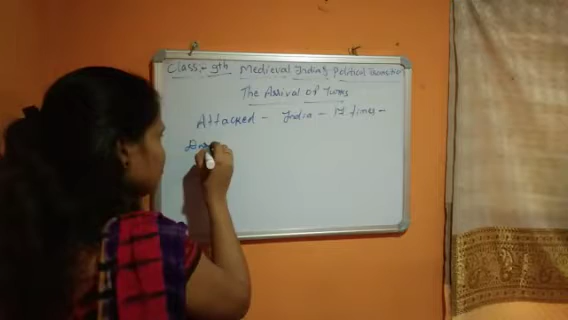 Class:- 9th Medieval India: Political
The Arrival of Turks
Attacked - India - 17 times -